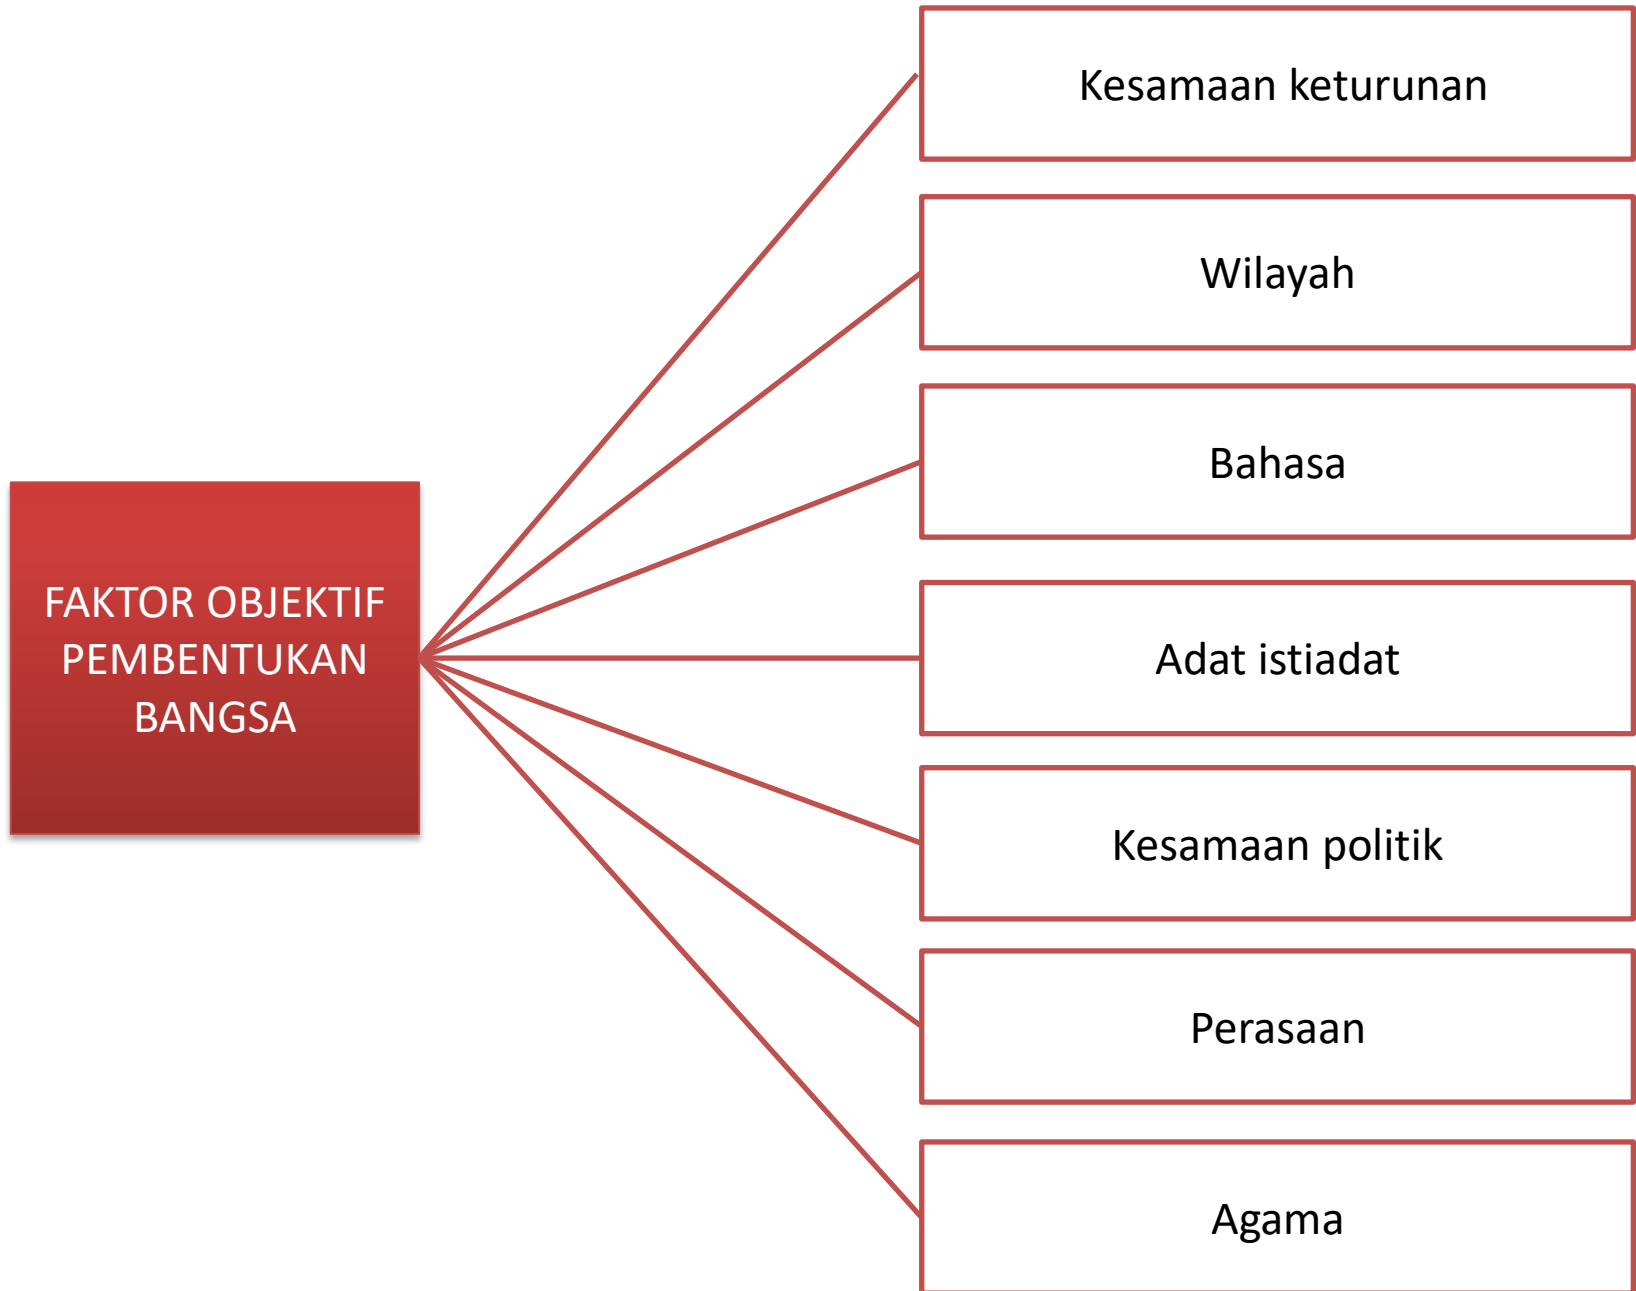 FAKTOR OBJEKTIF
PEMBENTUKAN
BANGSA
Kesamaan keturunan
Wilayah
Bahasa
Adat istiadat
Kesamaan politik
Perasaan
Agama